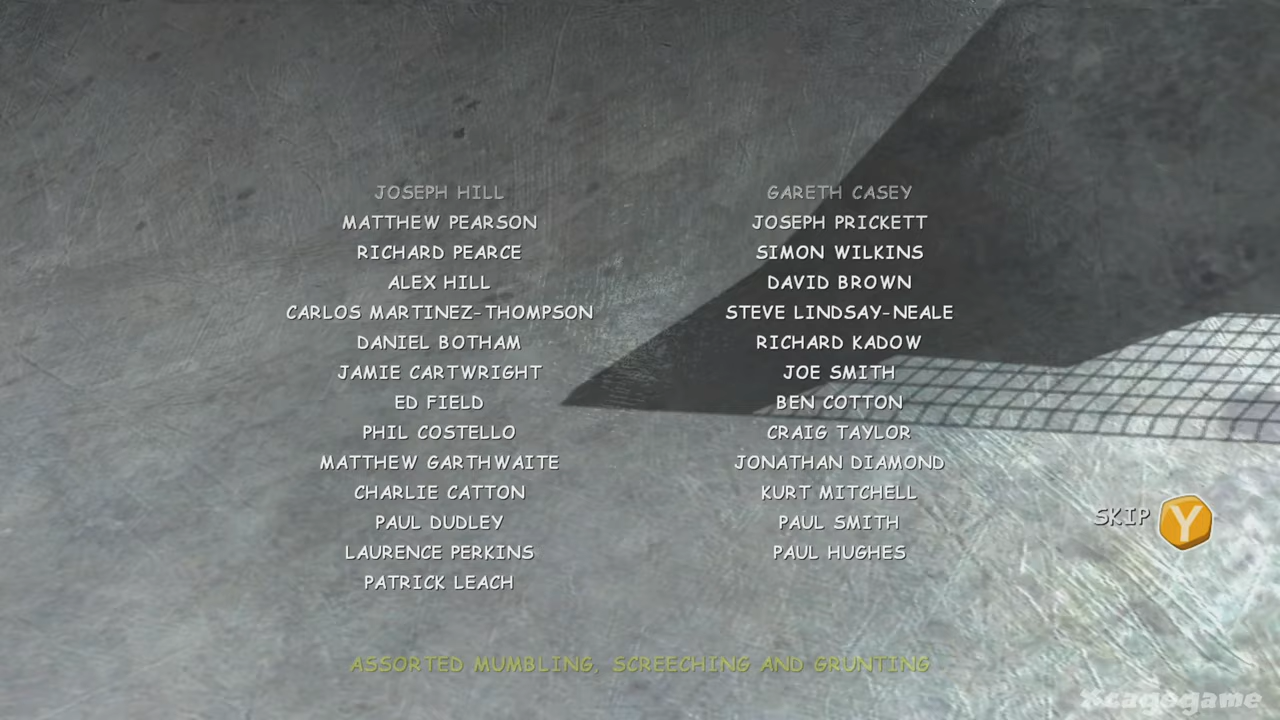 JOSEPH HILL
GARETH CASEY
MATTHEW PEARSON
JOSEPH PRICKETT
RICHARD PEARCE
SIMON WILKINS
ALEX HILL
DAVID BROWN
CARLOS MARTINEZ-THOMPSON
STEVE LINDSAY-NEALE
DANIEL BOTHAM
RICHARD KADOW
JAMIE CARTWRIGHT
JOE SMITH
ED FIELD
BEN COTTON
PHIL COSTELLO
CRAIG TAYLOR
MATTHEW GARTHWAITE
JONATHAN DIAMOND
CHARLIE CATTON
KURT MITCHELL
PAUL DUDLEY
PAUL SMITH
LAURENCE PERKINS
PAUL HUGHES
PATRICK LEACH
SKIP Y
ASSORTED MUMBLING, SCREECHING AND GRUNTING
Xcagogame